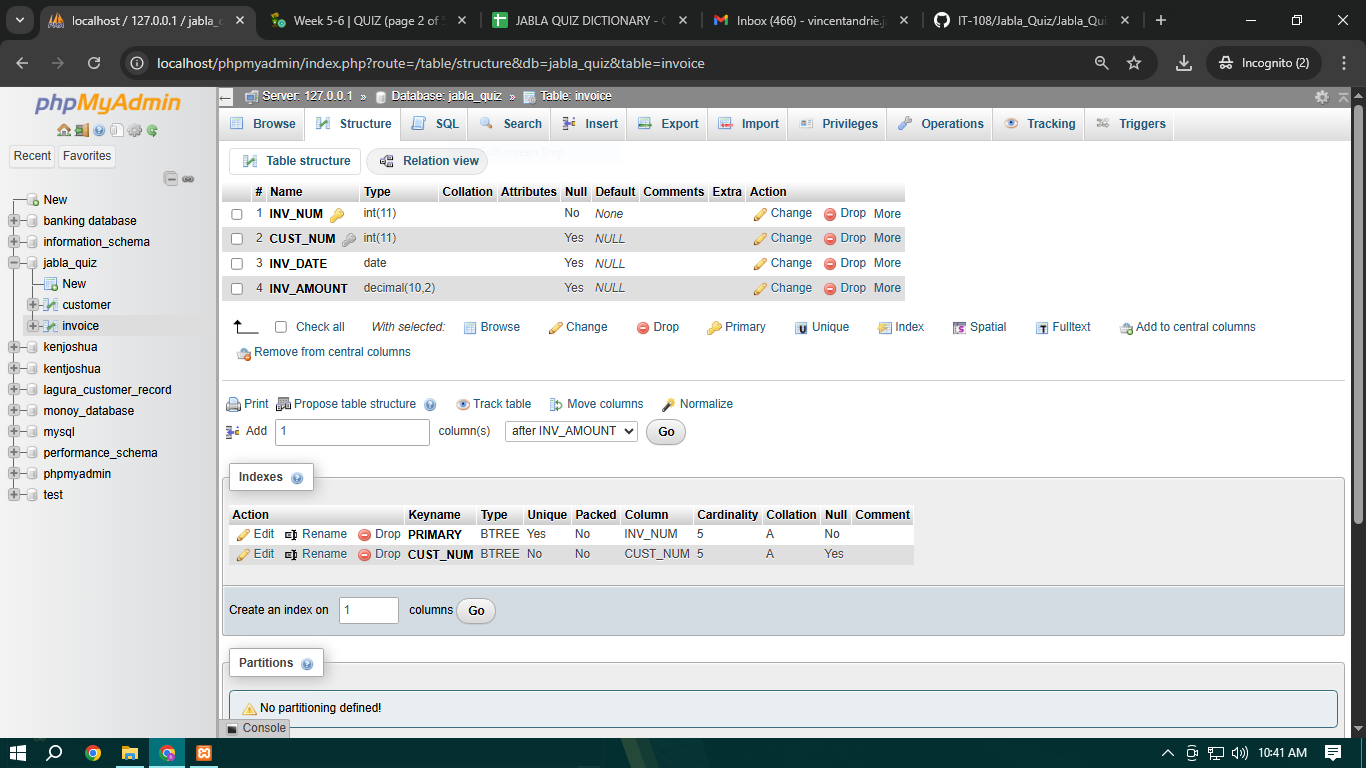 localhost / 127.0.0.1 / jabla_q
Week 5-6 | QUIZ (page 2 of
JABLA QUIZ DICTIONARY - 
Inbox (466) - vincentandrie.j
IT-108/Jabla_Quiz/Jabla_Qui
localhost/phpmyadmin/index.php?route=/table/structure&db=jabla_quiz&table=invoice
Incognito (2)
phpMyAdmin
Recent Favorites
New
banking database
information_schema
jabla_quiz
New
customer
invoice
kenjoshua
kentjoshua
lagura_customer_record
monoy_database
mysql
performance_schema
phpmyadmin
test
Server: 127.0.0.1 » Database: jabla_quiz » Table: invoice
Browse Structure SQL Search Insert Export Import Privileges Operations Tracking Triggers
Table structure Relation view
# Name Type Collation Attributes Null Default Comments Extra Action
1 INV_NUM int(11) No None Change Drop More
2 CUST_NUM int(11) Yes NULL Change Drop More
3 INV_DATE date Yes NULL Change Drop More
4 INV_AMOUNT decimal(10,2) Yes NULL Change Drop More
Check all With selected: Browse Change Drop Primary Unique Index Spatial Fulltext Add to central columns
Remove from central columns
Print Propose table structure Track table Move columns Normalize
Add 1 column(s) after INV_AMOUNT Go
Indexes
Action Keyname Type Unique Packed Column Cardinality Collation Null Comment
Edit Rename Drop PRIMARY BTREE Yes No INV_NUM 5 A No
Edit Rename Drop CUST_NUM BTREE No No CUST_NUM 5 A Yes
Create an index on 1 columns Go
Partitions
No partitioning defined!
Console
10:41 AM